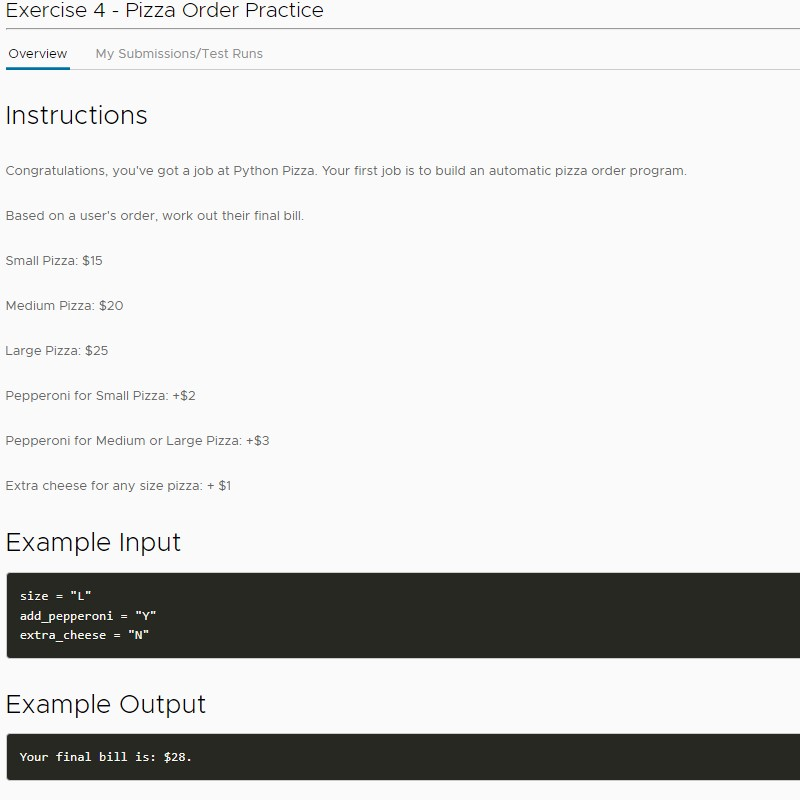 Exercise 4 - Pizza Order Practice
Overview
My Submissions/Test Runs
Instructions
Congratulations, you've got a job at Python Pizza. Your first job is to build an automatic pizza order program.
Based on a user's order, work out their final bill.
Small Pizza: $15
Medium Pizza: $20
Large Pizza: $25
Pepperoni for Small Pizza: +$2
Pepperoni for Medium or Large Pizza: +$3
Extra cheese for any size pizza: + $1
Example Input
size = "L"
add_pepperoni = "Y"
extra_cheese = "N"
Example Output
Your final bill is: $28.